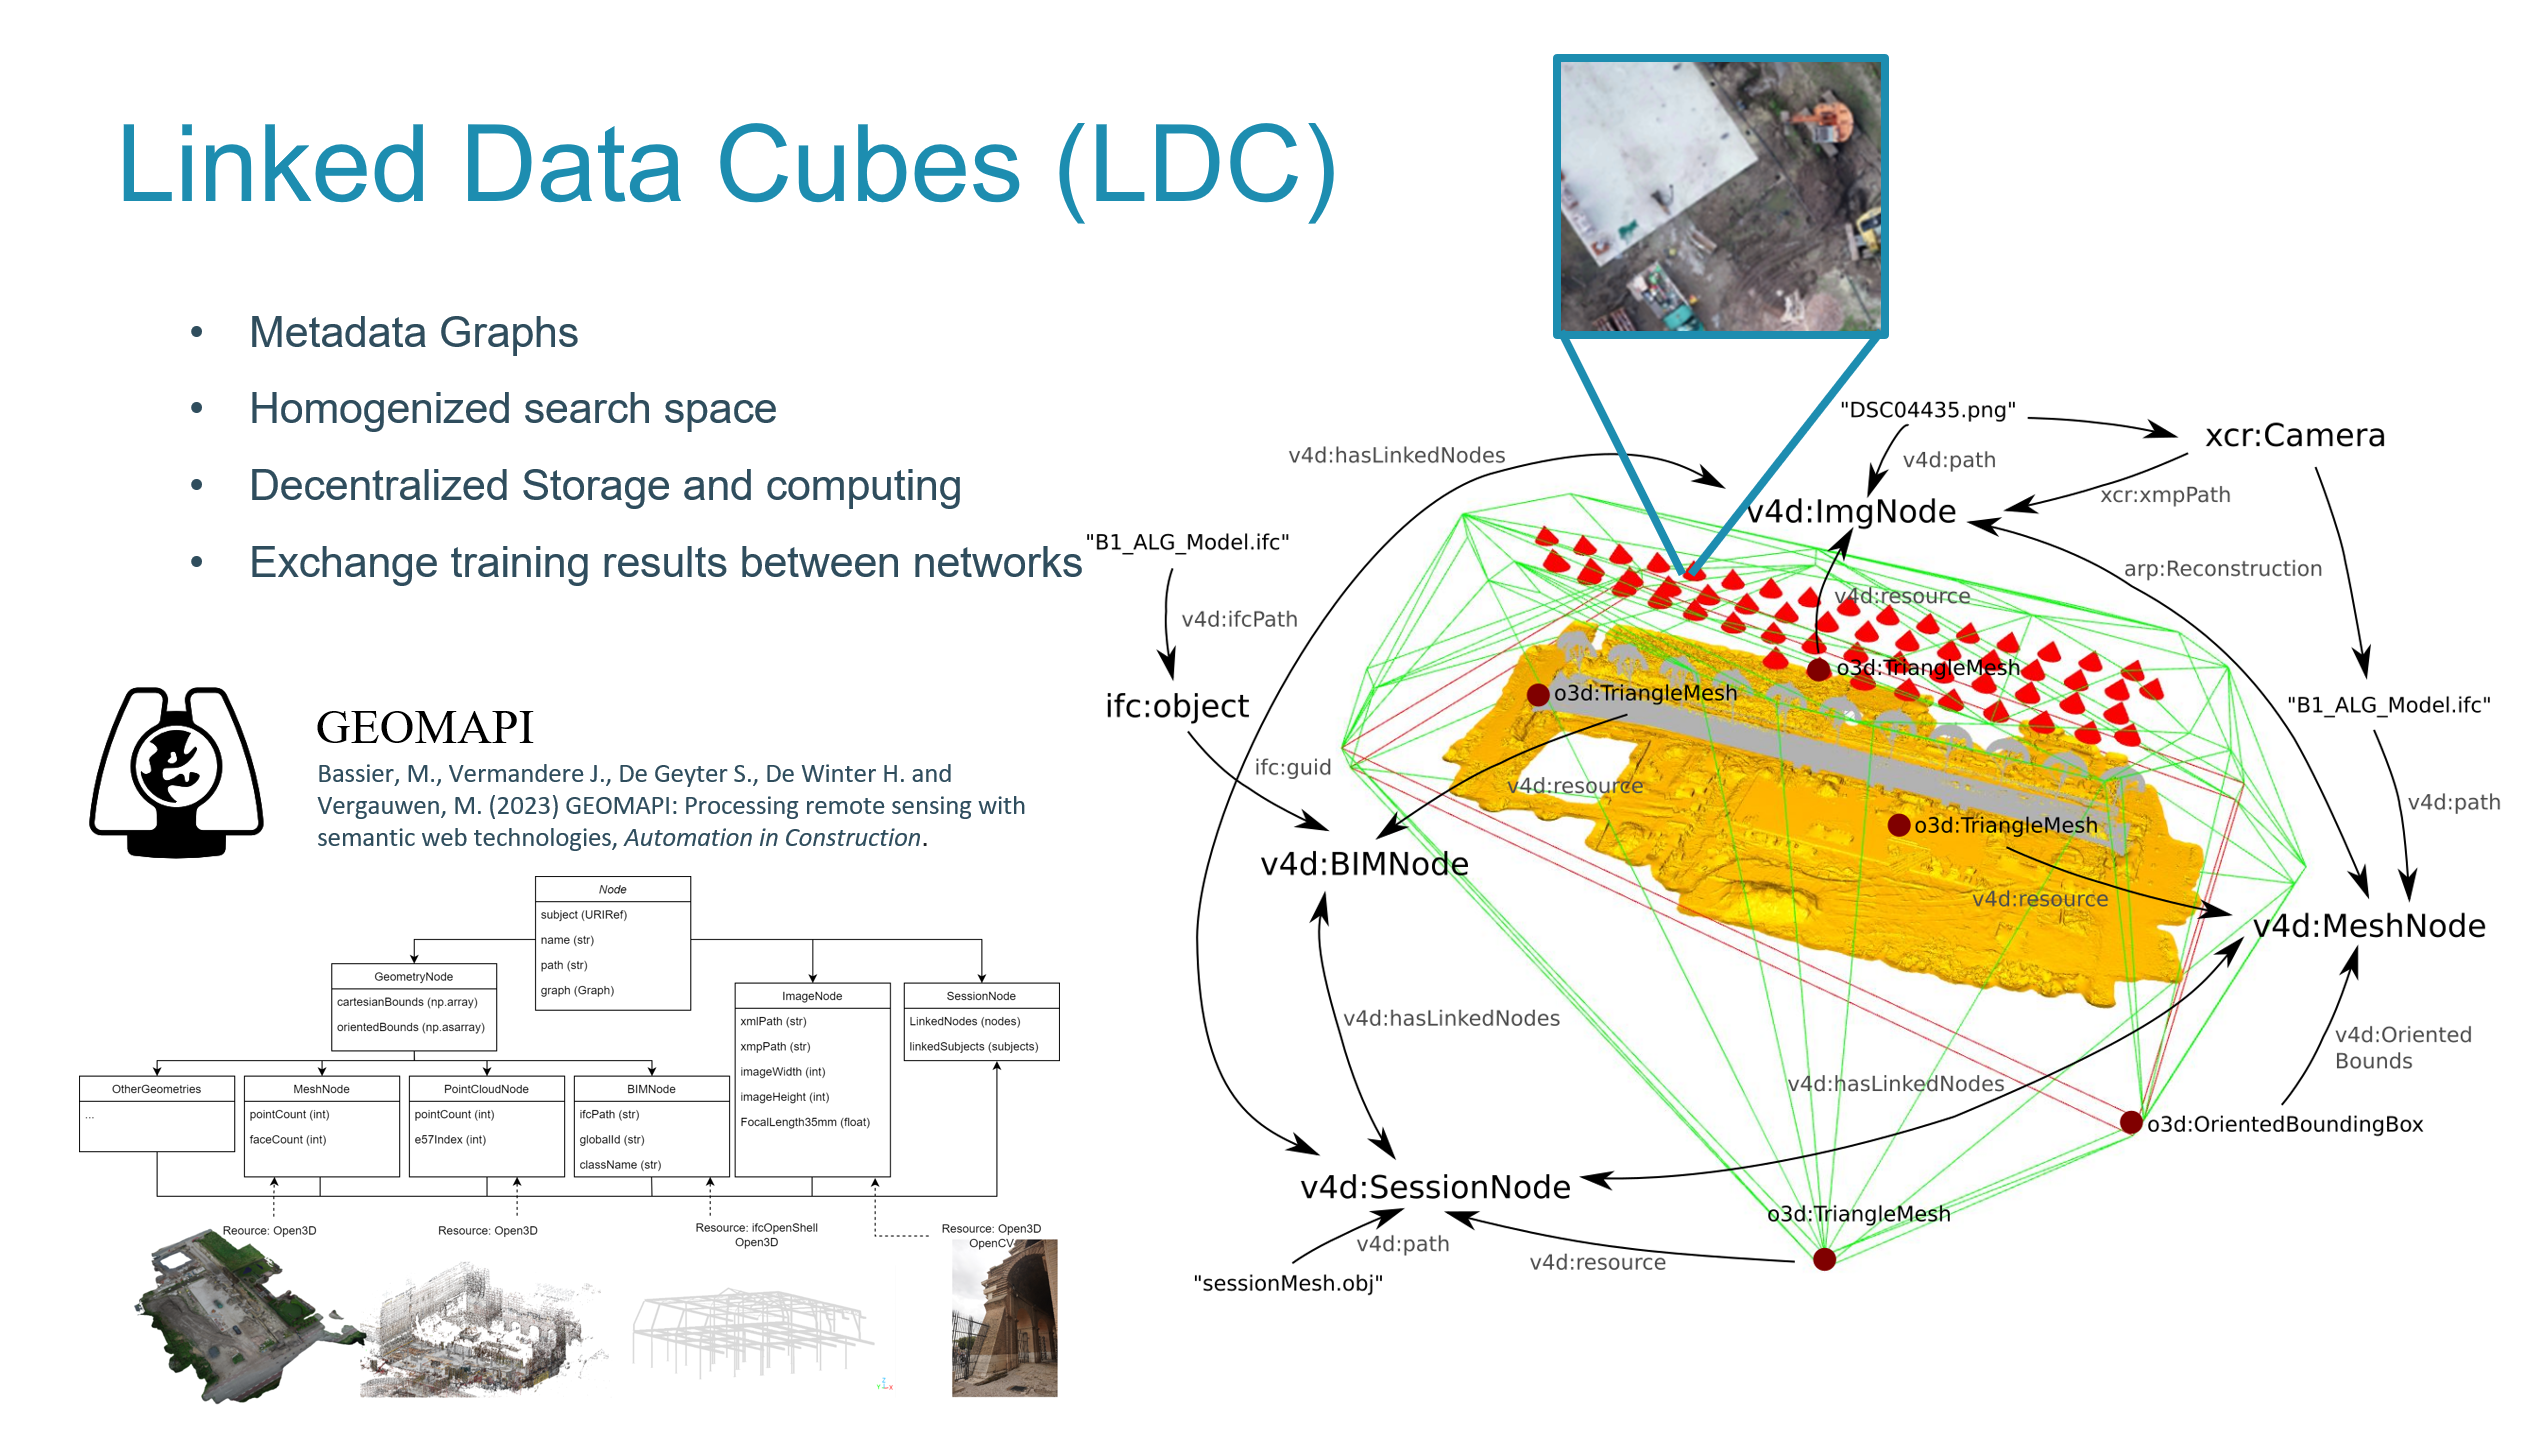 Linked Data Cubes (LDC)
• Metadata Graphs
• Homogenized search space
• Decentralized Storage and computing
• Exchange training results between networks
GEOMAPI
Bassier, M., Vermandere J., De Geyter S., De Winter H. and
Vergauwen, M. (2023) GEOMAPI: Processing remote sensing with
semantic web technologies, Automation in Construction.
Node
subject (URIRef)
name (str)
path (str)
graph (Graph)
GeometryNode
cartesianBounds (np.array)
orientedBounds (np.asarray)
ImageNode
xmlPath (str)
xmpPath (str)
imageWidth (int)
imageHeight (int)
FocalLength35mm (float)
SessionNode
LinkedNodes (nodes)
linkedSubjects (subjects)
OtherGeometries
...
MeshNode
pointCount (int)
faceCount (int)
PointCloudNode
pointCount (int)
e57Index (int)
BIMNode
ifcPath (str)
globalId (str)
className (str)
Reource: Open3D
Resource: Open3D
Resource: ifcOpenShell
Open3D
Resource: Open3D
OpenCV
Z
Y
X
"DSC04435.png"
xcr:Camera
v4d:hasLinkedNodes
v4d:path
xcr:xmpPath
v4d:ImgNode
"B1_ALG_Model.ifc"
arp:Reconstruction
v4d:resource
v4d:ifcPath
o3d:TriangleMesh
o3d:TriangleMesh
ifc:object
"B1_ALG_Model.ifc"
ifc:guid
v4d:resource
v4d:path
o3d:TriangleMesh
v4d:BIMNode
v4d:resource
v4d:MeshNode
v4d:hasLinkedNodes
v4d:Oriented
Bounds
v4d:hasLinkedNodes
o3d:OrientedBoundingBox
v4d:SessionNode
o3d:TriangleMesh
v4d:path
v4d:resource
"sessionMesh.obj"